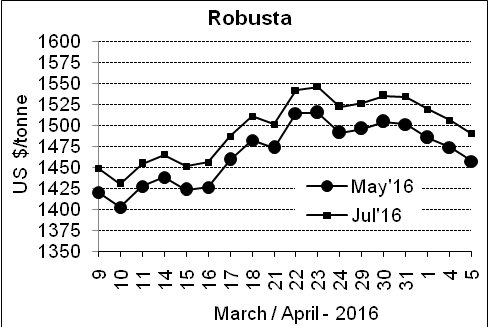 Robusta
1600
1575
1550
1525
1500
1475
1450
1425
1400
1375
1350
US $/tonne
May'16
Jul'16
9 10 11 14 15 16 17 18 21 22 23 24 29 30 31 1 4 5
March / April - 2016